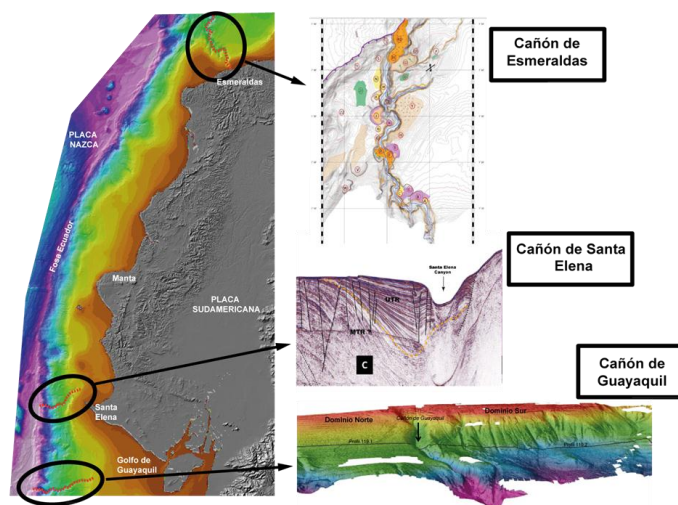 Esmeraldas
PLACA
NAZCA
Fosa Ecuador
Manta
PLACA
SUDAMERICANA
Santa
Elena
Golfo de
Guayaquil
Cañón de
Esmeraldas
Cañón de Santa
Elena
Santa Elena
Canyon
UTR
MTR
C
Cañón de
Guayaquil
Dominio Norte
Dominio Sur